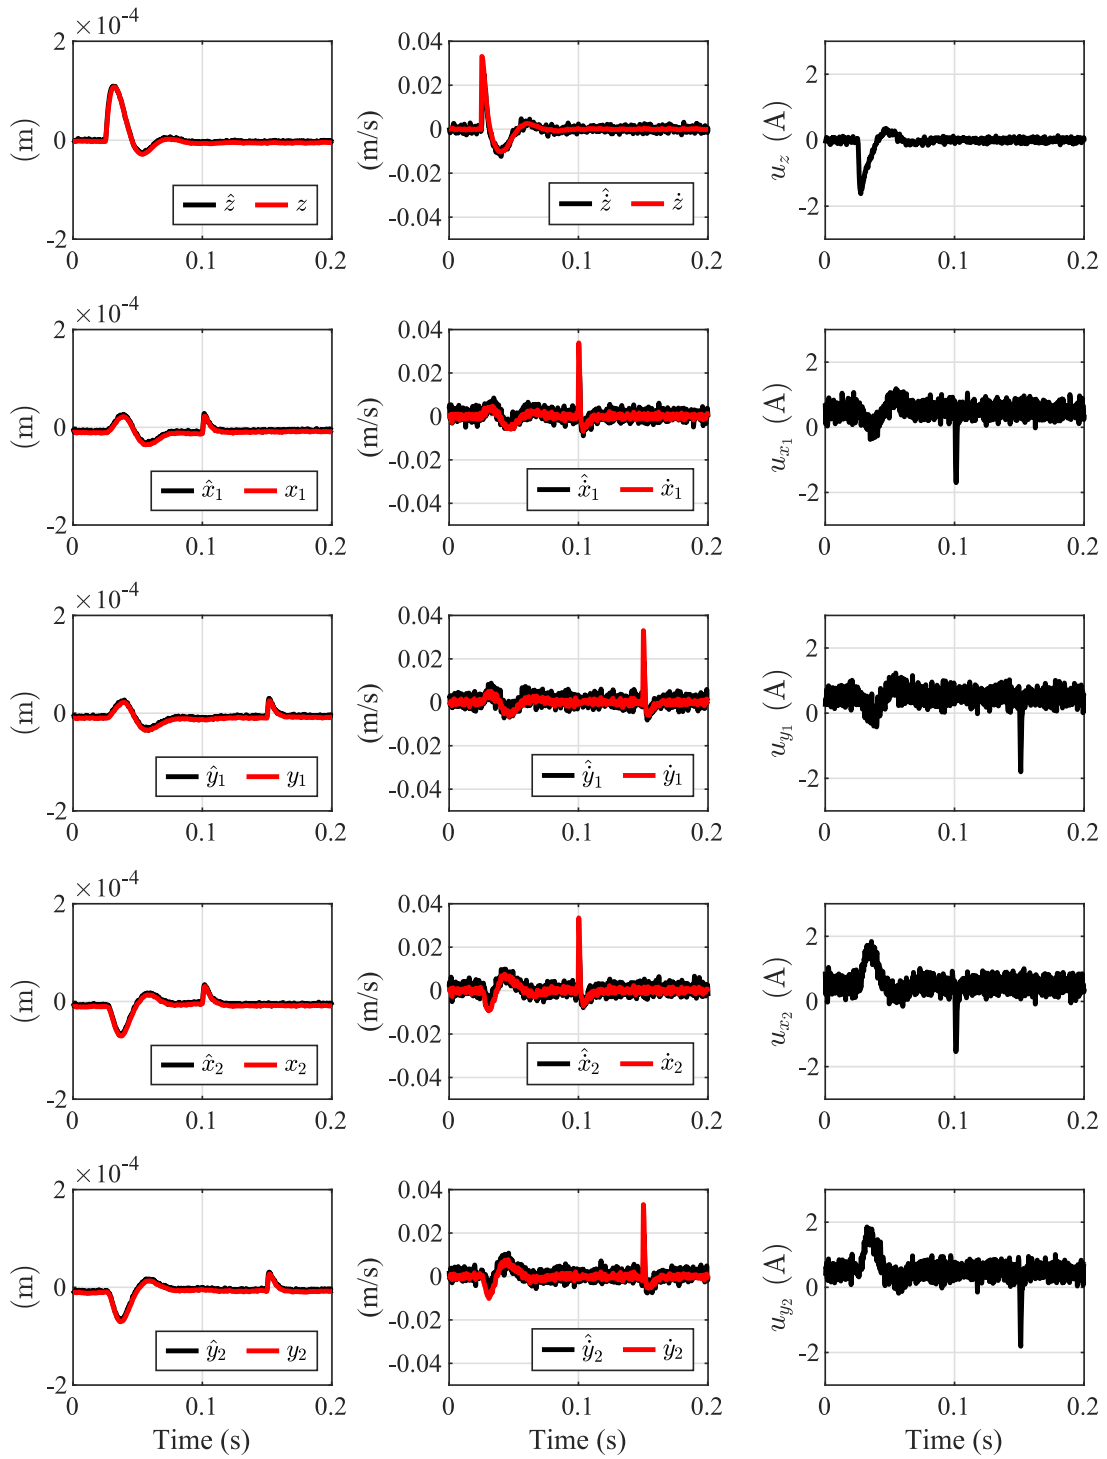 ×10⁻⁴
2
0
-2
(m)
ẑ z
0 0.1 0.2
0.04
0.02
0
-0.02
-0.04
(m/s)
ż̂ ż
0 0.1 0.2
2
0
-2
u_z (A)
0 0.1 0.2
×10⁻⁴
2
0
-2
(m)
x̂₁ x₁
0 0.1 0.2
0.04
0.02
0
-0.02
-0.04
(m/s)
ẋ̂₁ ẋ₁
0 0.1 0.2
2
0
-2
u_{x₁} (A)
0 0.1 0.2
×10⁻⁴
2
0
-2
(m)
ŷ₁ y₁
0 0.1 0.2
0.04
0.02
0
-0.02
-0.04
(m/s)
ẏ̂₁ ẏ₁
0 0.1 0.2
2
0
-2
u_{y₁} (A)
0 0.1 0.2
×10⁻⁴
2
0
-2
(m)
x̂₂ x₂
0 0.1 0.2
0.04
0.02
0
-0.02
-0.04
(m/s)
ẋ̂₂ ẋ₂
0 0.1 0.2
2
0
-2
u_{x₂} (A)
0 0.1 0.2
×10⁻⁴
2
0
-2
(m)
ŷ₂ y₂
0 0.1 0.2
Time (s)
0.04
0.02
0
-0.02
-0.04
(m/s)
ẏ̂₂ ẏ₂
0 0.1 0.2
Time (s)
2
0
-2
u_{y₂} (A)
0 0.1 0.2
Time (s)